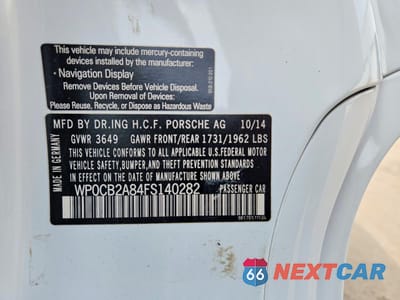 This vehicle may include mercury-containing
devices installed by the manufacturer:
• Navigation Display
Remove Devices Before Vehicle Disposal.
Upon Removal of Devices
Please Reuse, Recycle, or Dispose as Hazardous Waste
MFD BY DR.ING H.C.F. PORSCHE AG 10/14
GVWR 3649 GAWR FRONT/REAR 1731/1962 LBS
THIS VEHICLE CONFORMS TO ALL APPLICABLE U.S. FEDERAL MOTOR
VEHICLE SAFETY, BUMPER, AND THEFT PREVENTION STANDARDS IN
EFFECT ON THE DATE OF MANUFACTURE SHOWN ABOVE.
WP0CB2A84FS140282 PASSENGER CAR
66 NEXTCAR